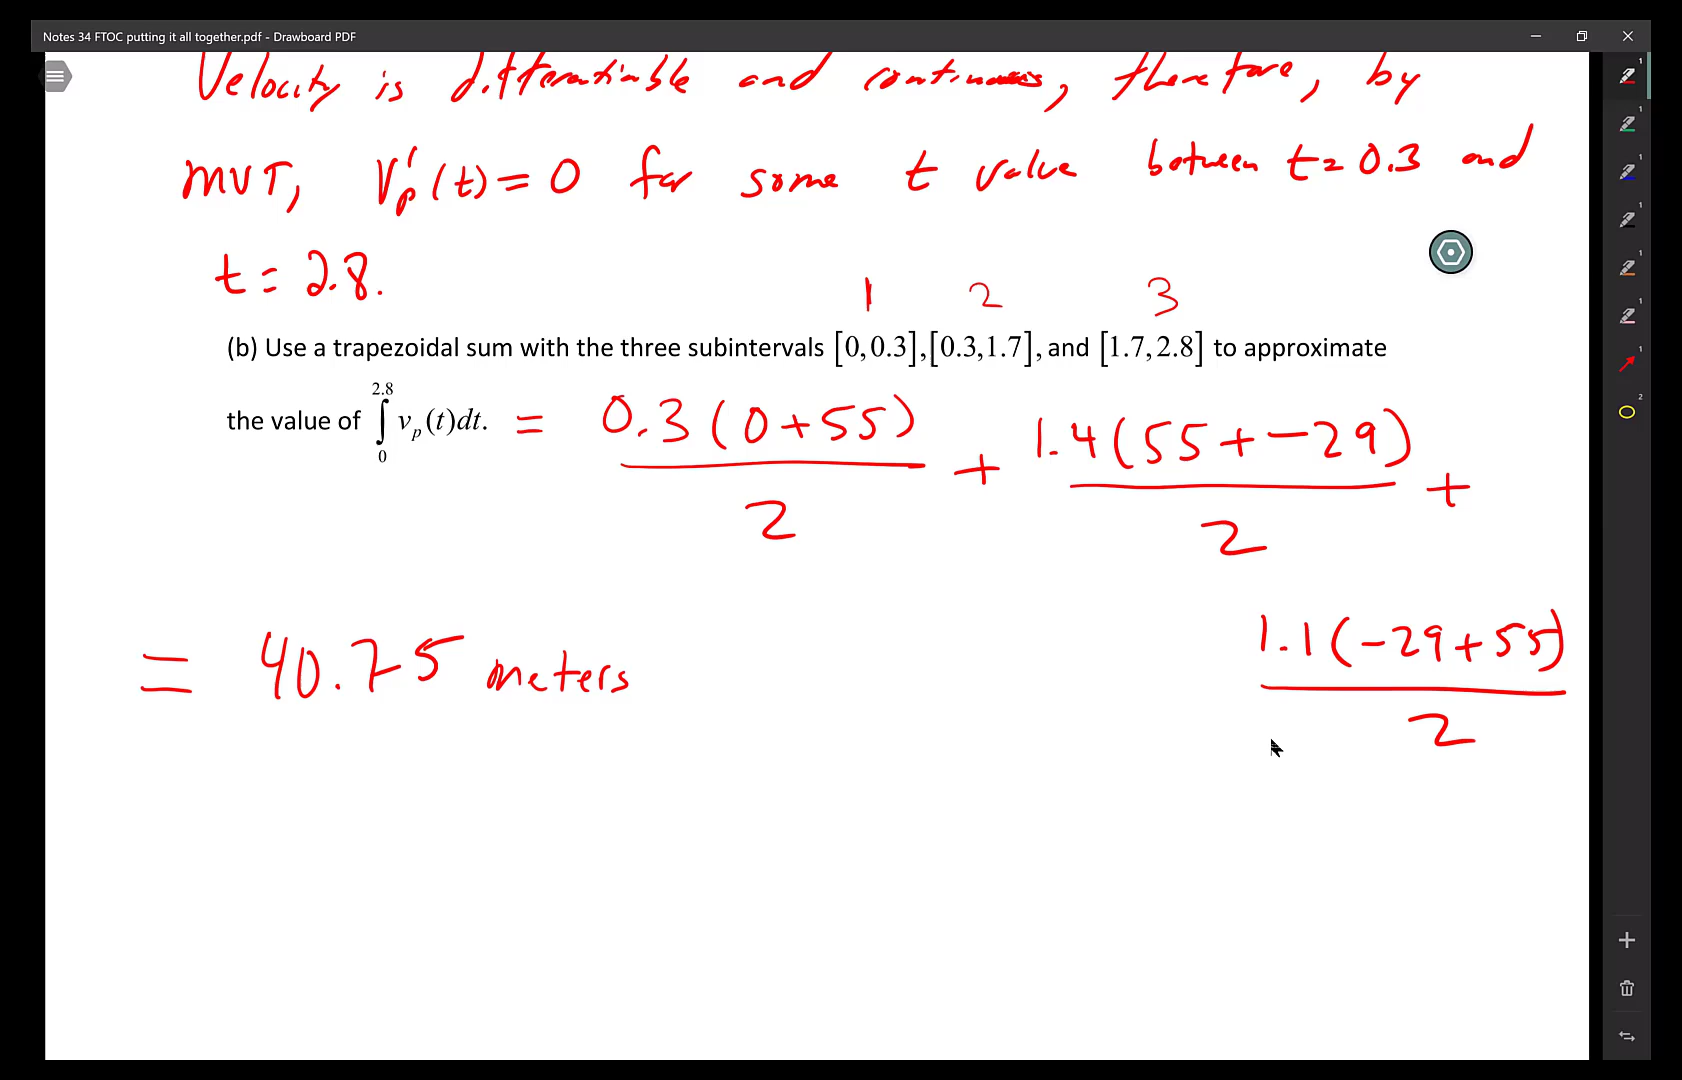 Notes 34 FTOC putting it all together.pdf - Drawboard PDF
Velocity is differentiable and continuous, therefore, by
MVT, Vp'(t) = 0 for some t value between t = 0.3 and
t = 2.8.
1 2 3
(b) Use a trapezoidal sum with the three subintervals [0,0.3],[0.3,1.7], and [1.7,2.8] to approximate
the value of ∫₀^2.8 vₚ(t)dt. = 0.3(0+55)/2 + 1.4(55+-29)/2 +
1.1(-29+55)/2
= 40.75 meters